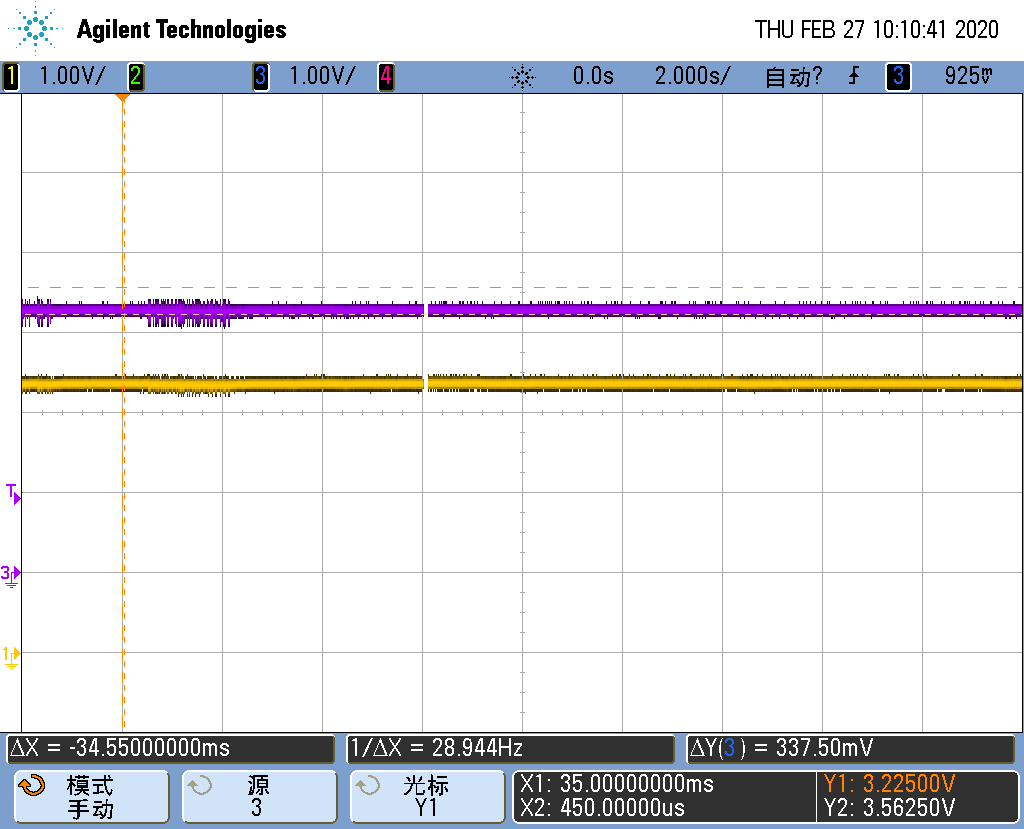 Agilent Technologies THU FEB 27 10:10:41 2020
1 1.00V/ 2 3 1.00V/ 4 0.0s 2.000s/ 自动? 3 925mV
T
3
1
ΔX = -34.55000000ms 1/ΔX = 28.944Hz ΔY(3) = 337.50mV
模式 源 光标 X1: 35.00000000ms Y1: 3.22500V
手动 3 Y1 X2: 450.00000us Y2: 3.56250V